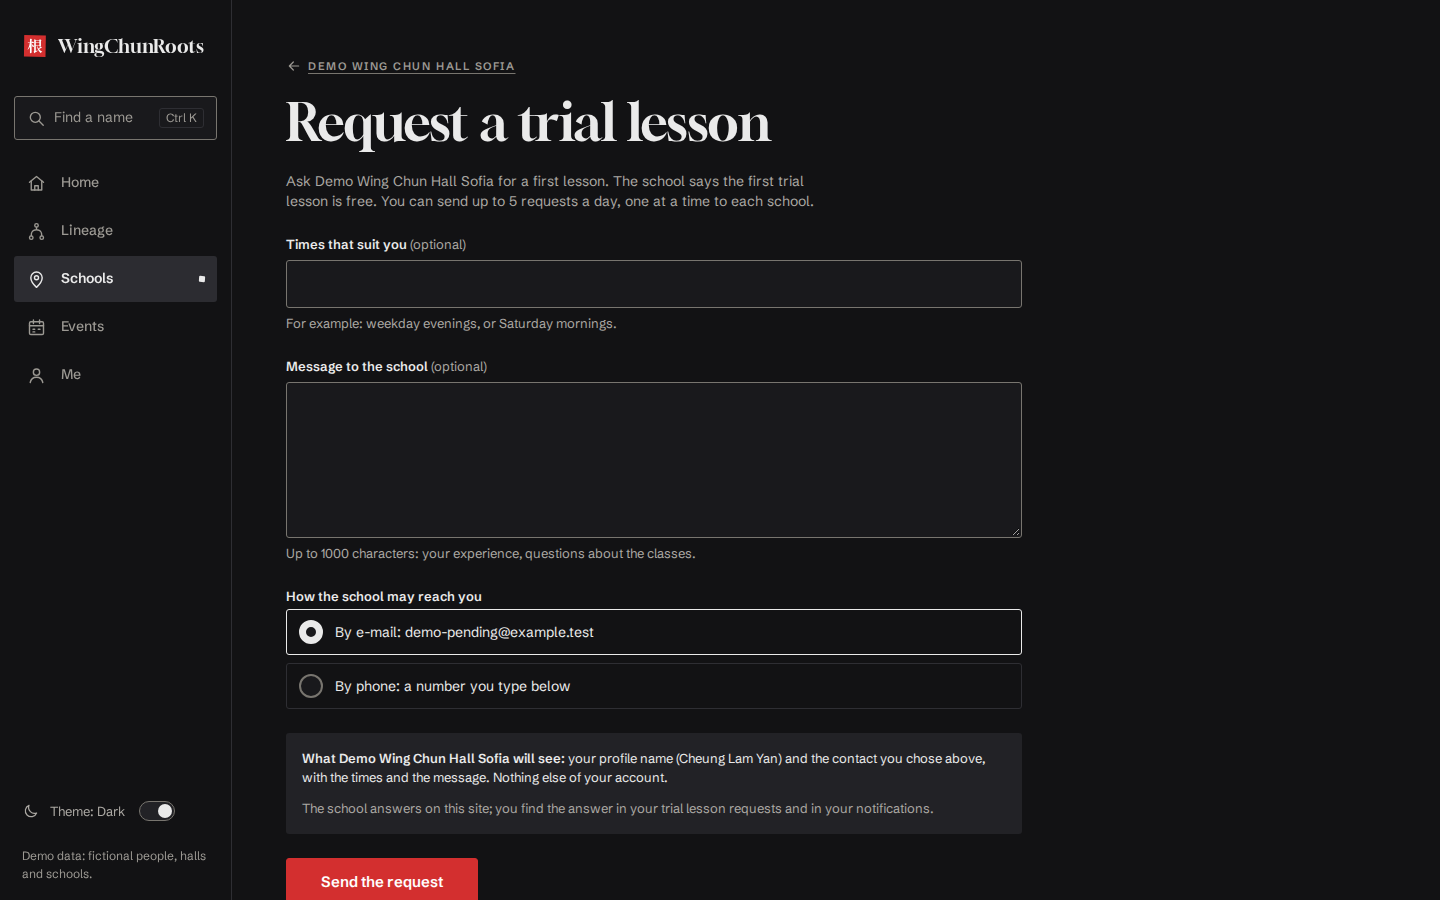 根 WingChunRoots
Find a name Ctrl K
Home
Lineage
Schools
Events
Me
Theme: Dark
Demo data: fictional people, halls
and schools.
DEMO WING CHUN HALL SOFIA
Request a trial lesson
Ask Demo Wing Chun Hall Sofia for a first lesson. The school says the first trial
lesson is free. You can send up to 5 requests a day, one at a time to each school.
Times that suit you (optional)
For example: weekday evenings, or Saturday mornings.
Message to the school (optional)
Up to 1000 characters: your experience, questions about the classes.
How the school may reach you
By e-mail: demo-pending@example.test
By phone: a number you type below
What Demo Wing Chun Hall Sofia will see: your profile name (Cheung Lam Yan) and the contact you chose above,
with the times and the message. Nothing else of your account.
The school answers on this site; you find the answer in your trial lesson requests and in your notifications.
Send the request